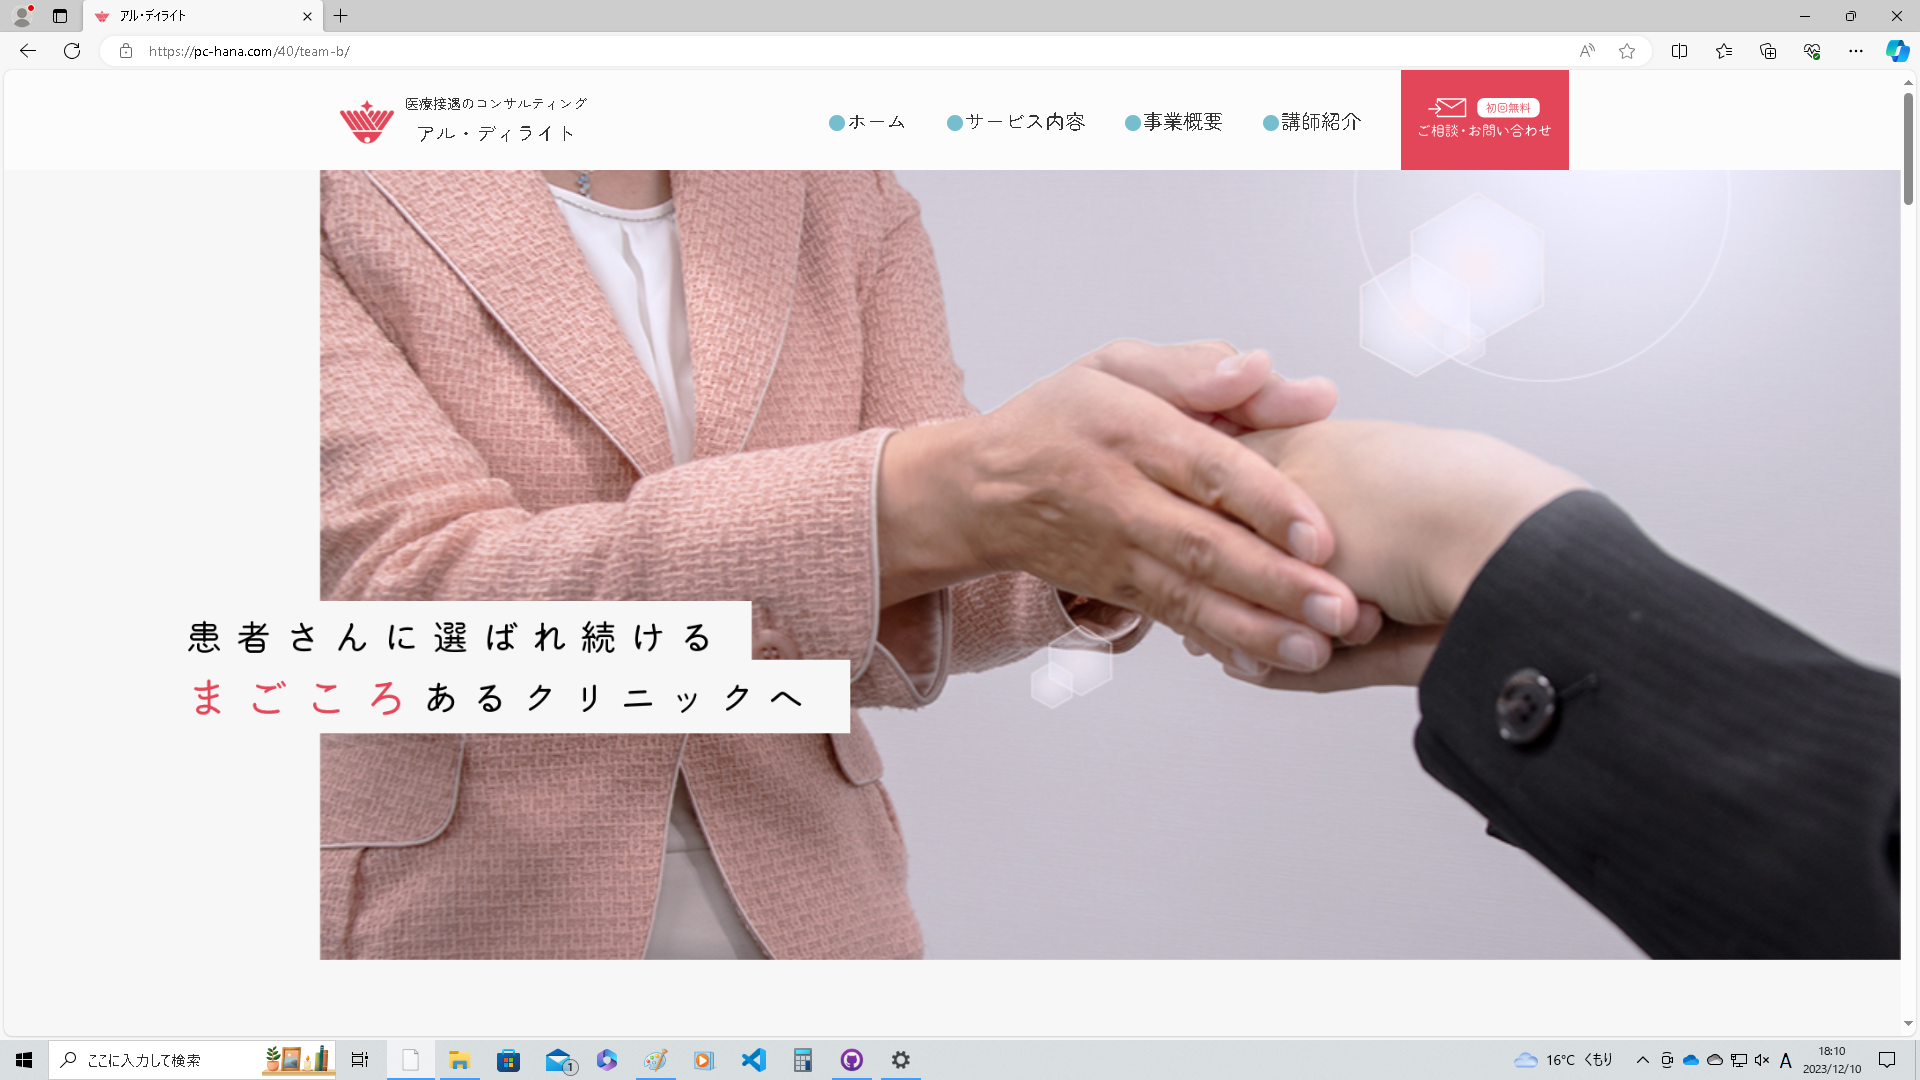 アル・ディライト
https://pc-hana.com/40/team-b/
医療接遇のコンサルティング
アル・ディライト
ホーム
サービス内容
事業概要
講師紹介
初回無料
ご相談・お問い合わせ
患者さんに選ばれ続ける
まごころあるクリニックへ
ここに入力して検索
1
16°C くもり
A
18:10
2023/12/10